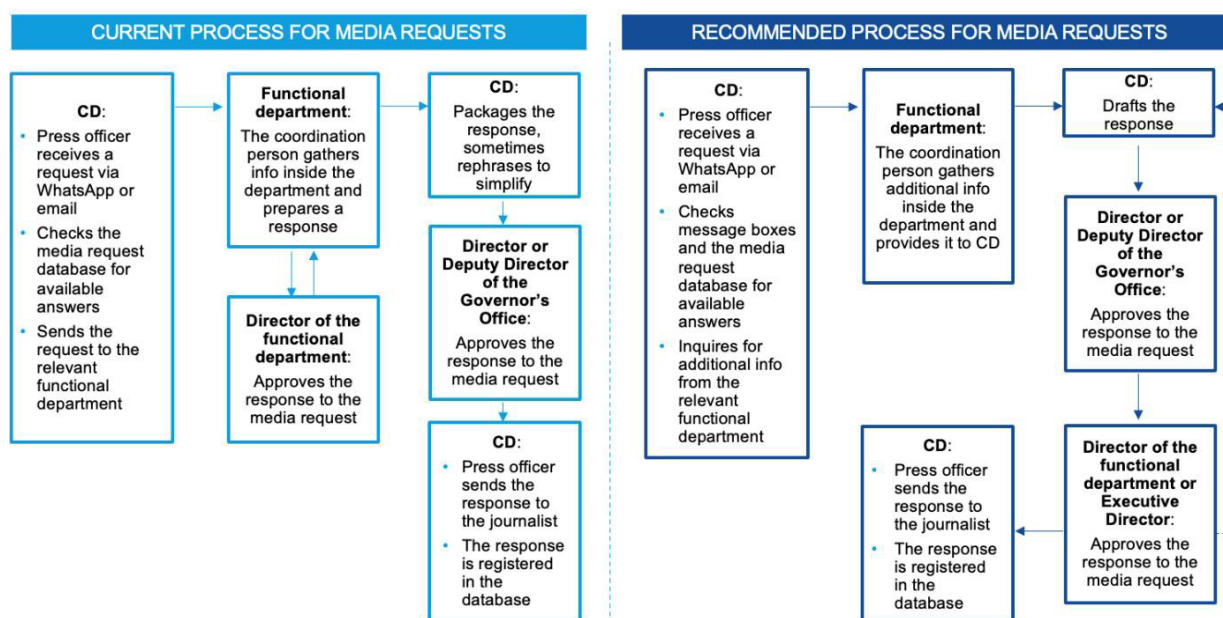 CURRENT PROCESS FOR MEDIA REQUESTS
CD:
• Press officer
receives a
request via
WhatsApp or
email
• Checks the
media request
database for
available
answers
• Sends the
request to the
relevant
functional
department
Functional
department:
The coordination
person gathers
info inside the
department and
prepares a
response
Director of the
functional
department:
Approves the
response to the
media request
CD:
Packages the
response,
sometimes
rephrases to
simplify
Director or
Deputy Director
of the
Governor's
Office:
Approves the
response to the
media request
CD:
• Press officer
sends the
response to
the journalist
• The response
is registered
in the
database
RECOMMENDED PROCESS FOR MEDIA REQUESTS
CD:
• Press officer
receives a
request via
WhatsApp or
email
• Checks
message boxes
and the media
request
database for
available
answers
• Inquires for
additional info
from the
relevant
functional
department
Functional
department:
The coordination
person gathers
additional info
inside the
department and
provides it to CD
CD:
Drafts the
response
Director or
Deputy Director
of the
Governor's
Office:
Approves the
response to the
media request
Director of the
functional
department or
Executive
Director:
Approves the
response to the
media request
CD:
• Press officer
sends the
response to
the journalist
• The response
is registered
in the
database